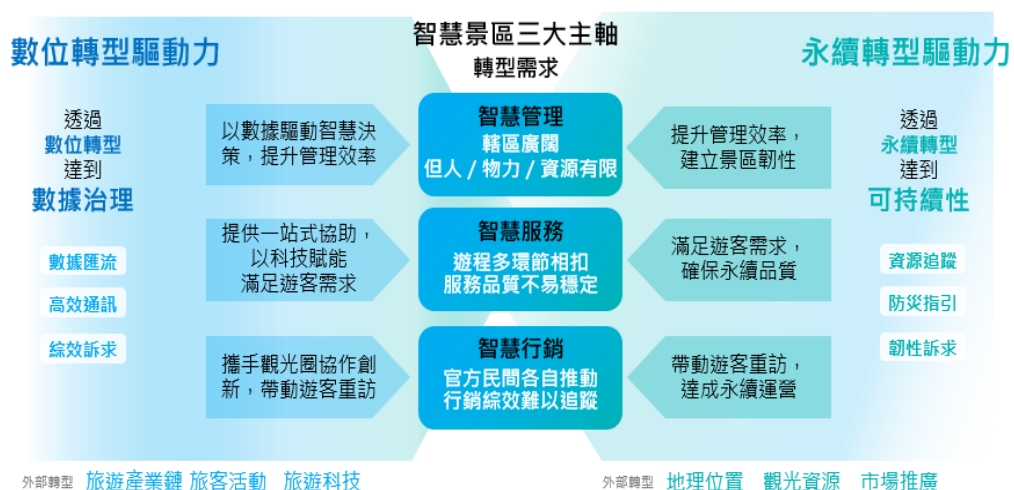 智慧景區三大主軸
轉型需求
數位轉型驅動力
永續轉型驅動力
透過
數位轉型
達到
數據治理
數據匯流
高效通訊
綜效訴求
以數據驅動智慧決
策，提升管理效率
智慧管理
轄區廣闊
但人 / 物力 / 資源有限
提升管理效率，
建立景區韌性
提供一站式協助，
以科技賦能
滿足遊客需求
智慧服務
遊程多環節相扣
服務品質不易穩定
滿足遊客需求，
確保永續品質
攜手觀光圈協作創
新，帶動遊客重訪
智慧行銷
官方民間各自推動
行銷綜效難以追蹤
帶動遊客重訪，
達成永續運營
透過
永續轉型
達到
可持續性
資源追蹤
防災指引
韌性訴求
外部轉型 旅遊產業鏈 旅客活動 旅游科技
外部轉型 地理位置 觀光資源 市場推廣